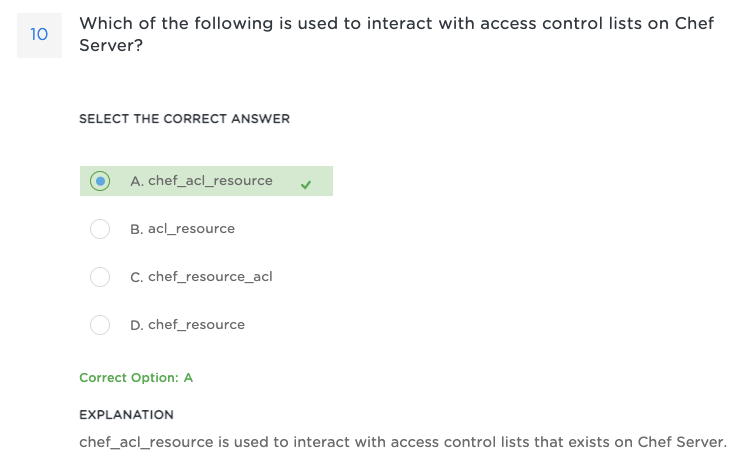 10
Which of the following is used to interact with access control lists on Chef
Server?
SELECT THE CORRECT ANSWER
A. chef_acl_resource
B. acl_resource
C. chef_resource_acl
D. chef_resource
Correct Option: A
EXPLANATION
chef_acl_resource is used to interact with access control lists that exists on Chef Server.